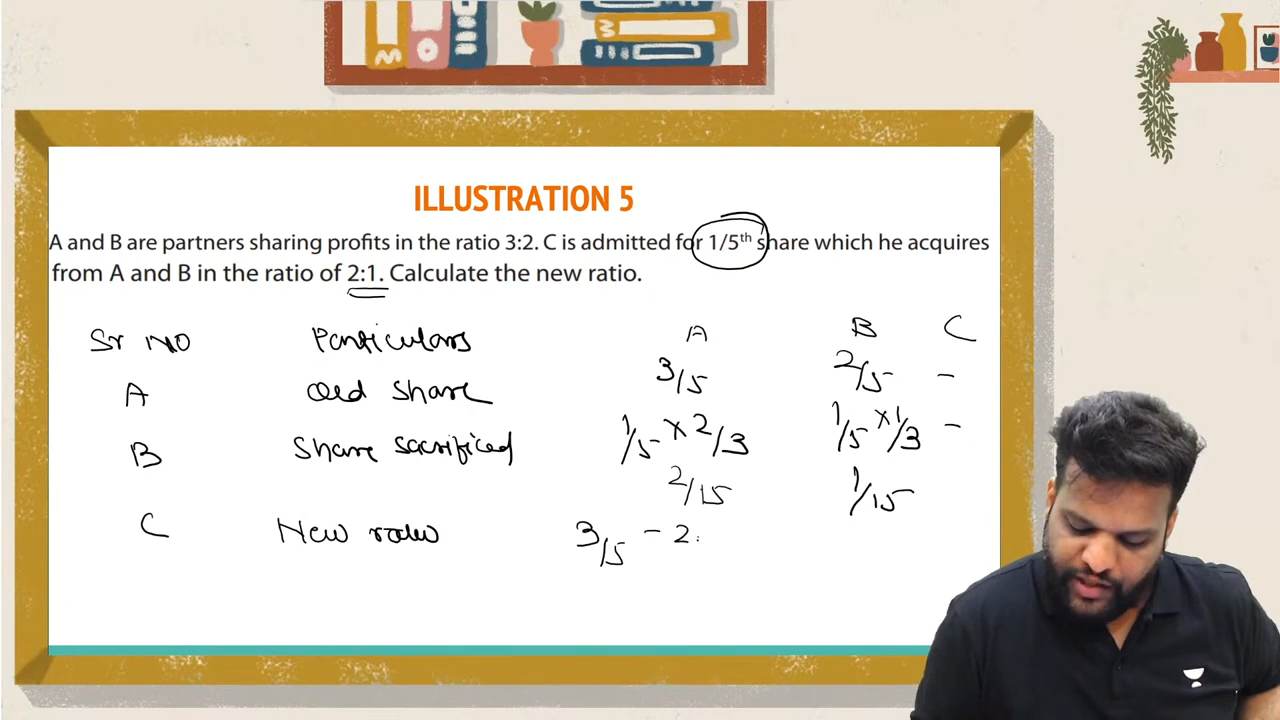 ILLUSTRATION 5
A and B are partners sharing profits in the ratio 3:2. C is admitted for 1/5th share which he acquires
from A and B in the ratio of 2:1. Calculate the new ratio.
Sr No Particulars A B C
A Old share 3/5 2/5 –
B Share sacrificed 1/5 × 2/3 1/5 × 1/3 –
2/15 1/15
C New ratio 3/5 – 2